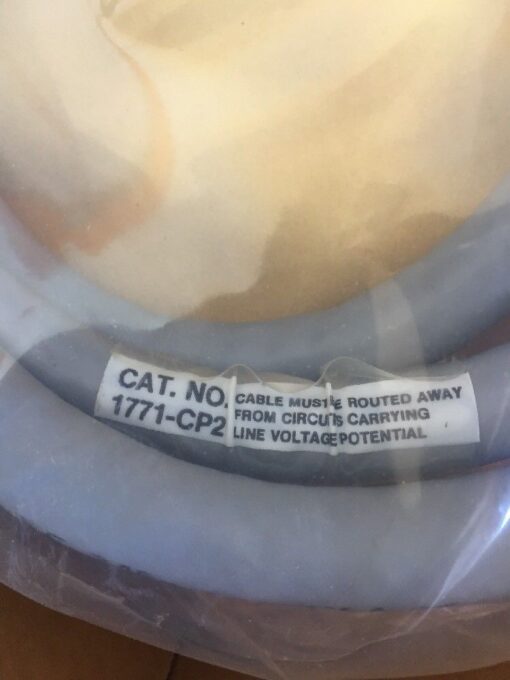 CAT. NO. CABLE MUST BE ROUTED AWAY
1771-CP2 FROM CIRCUITS CARRYING
LINE VOLTAGE POTENTIAL